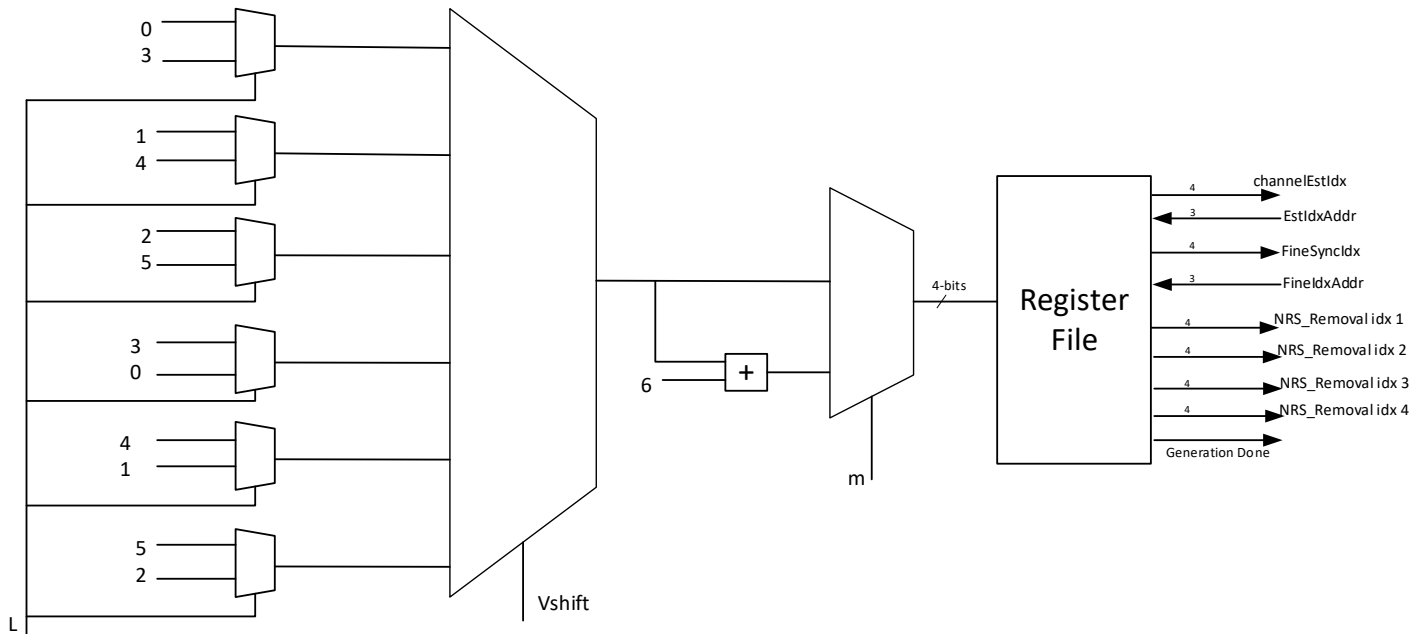 0
3
1
4
2
5
3
0
4
1
5
2
L
Vshift
6
+
m
4-bits
Register
File
4
channelEstIdx
3
EstIdxAddr
4
FineSyncIdx
3
FineIdxAddr
4
NRS_Removal idx 1
4
NRS_Removal idx 2
4
NRS_Removal idx 3
4
NRS_Removal idx 4
Generation Done